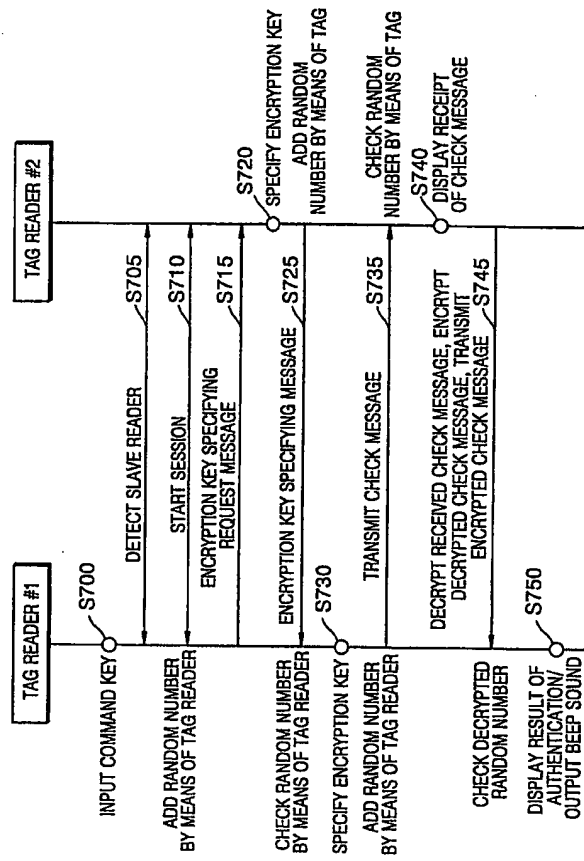 TAG READER #1
TAG READER #2
S700
INPUT COMMAND KEY
DETECT SLAVE READER
S705
START SESSION
S710
ADD RANDOM NUMBER
BY MEANS OF TAG READER
ENCRYPTION KEY SPECIFYING
REQUEST MESSAGE
S715
S720
SPECIFY ENCRYPTION KEY
ADD RANDOM
NUMBER BY MEANS OF TAG
ENCRYPTION KEY SPECIFYING MESSAGE
S725
CHECK RANDOM NUMBER
BY MEANS OF TAG READER
S730
SPECIFY ENCRYPTION KEY
ADD RANDOM NUMBER
BY MEANS OF TAG READER
TRANSMIT CHECK MESSAGE
S735
CHECK RANDOM
NUMBER BY MEANS OF TAG
S740
DISPLAY RECEIPT
OF CHECK MESSAGE
DECRYPT RECEIVED CHECK MESSAGE, ENCRYPT
DECRYPTED CHECK MESSAGE, TRANSMIT
ENCRYPTED CHECK MESSAGE
S745
CHECK DECRYPTED
RANDOM NUMBER
S750
DISPLAY RESULT OF
AUTHENTICATION/
OUTPUT BEEP SOUND